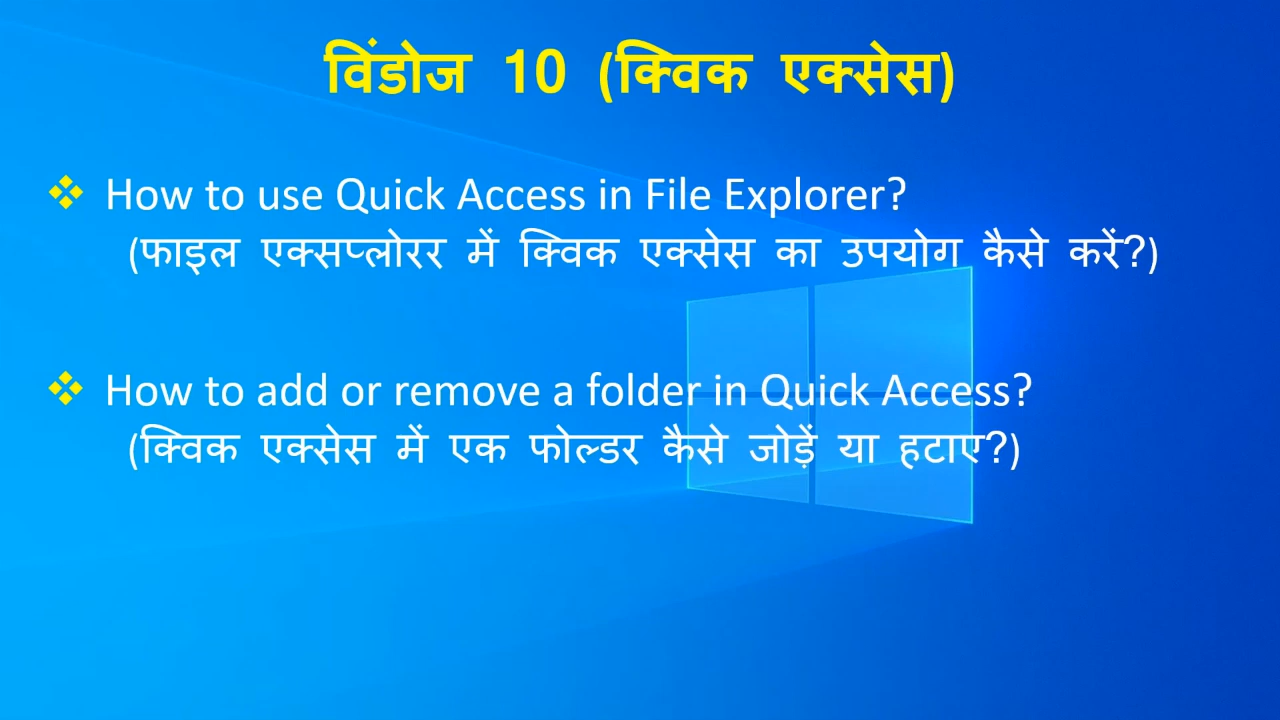 विंडोज 10 (क्विक एक्सेस)
❖ How to use Quick Access in File Explorer?
(फाइल एक्सप्लोरर में क्विक एक्सेस का उपयोग कैसे करें?)
❖ How to add or remove a folder in Quick Access?
(क्विक एक्सेस में एक फोल्डर कैसे जोड़ें या हटाए?)